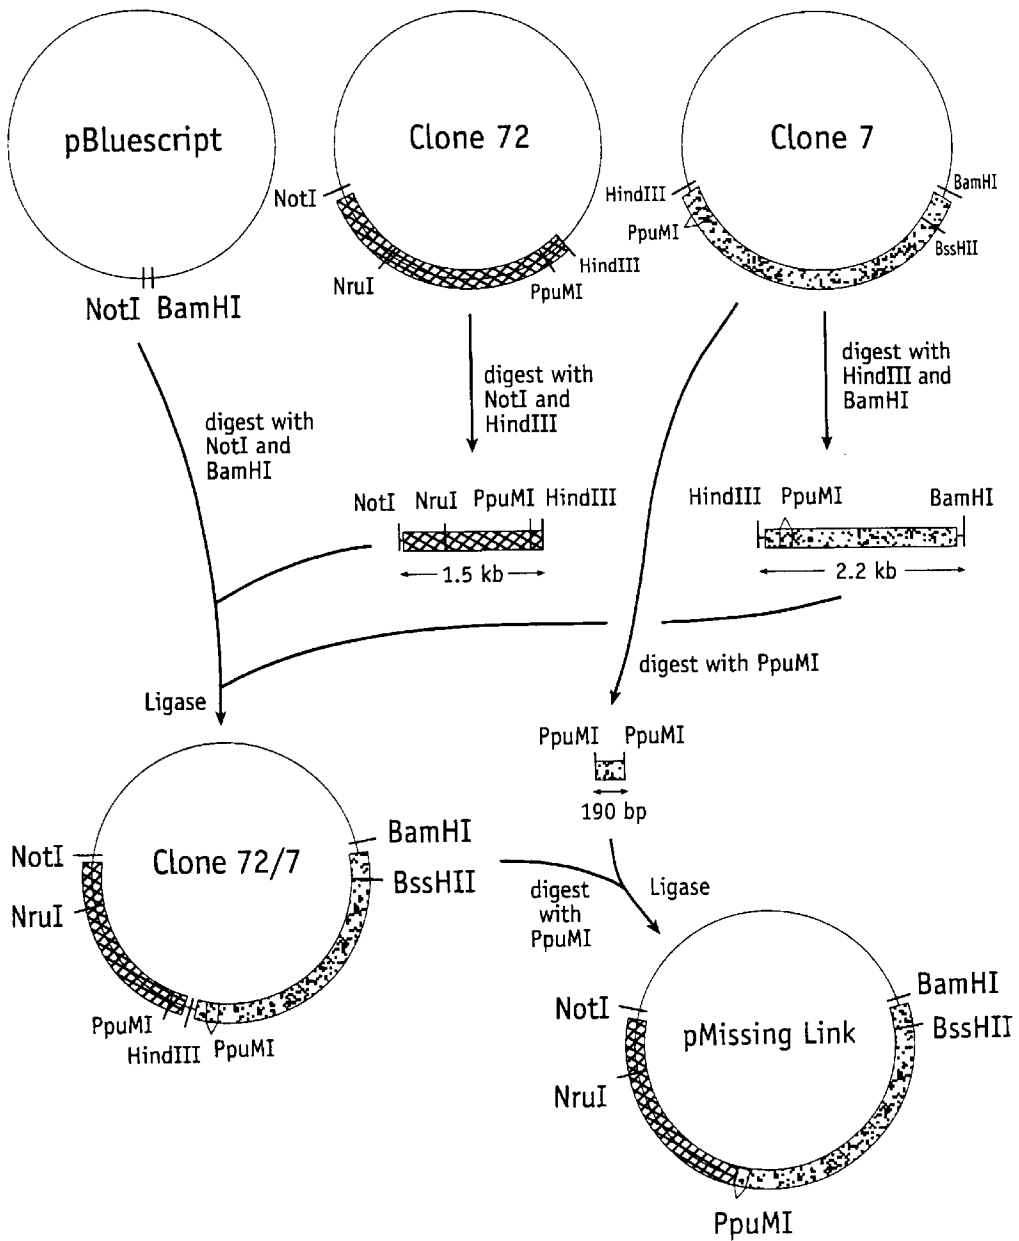 pBluescript
Clone 72
Clone 7
NotI
HindIII
BamHI
PpuMI
BssHII
NruI
PpuMI
HindIII
NotI BamHI
digest with
NotI and
BamHI
digest with
NotI and
HindIII
digest with
HindIII and
BamHI
NotI NruI PpuMI HindIII
HindIII PpuMI BamHI
1.5 kb
2.2 kb
digest with PpuMI
Ligase
PpuMI PpuMI
190 bp
NotI
Clone 72/7
BamHI
BssHII
NruI
PpuMI
HindIII
PpuMI
digest
with
PpuMI
Ligase
NotI
pMissing Link
BamHI
BssHII
NruI
PpuMI